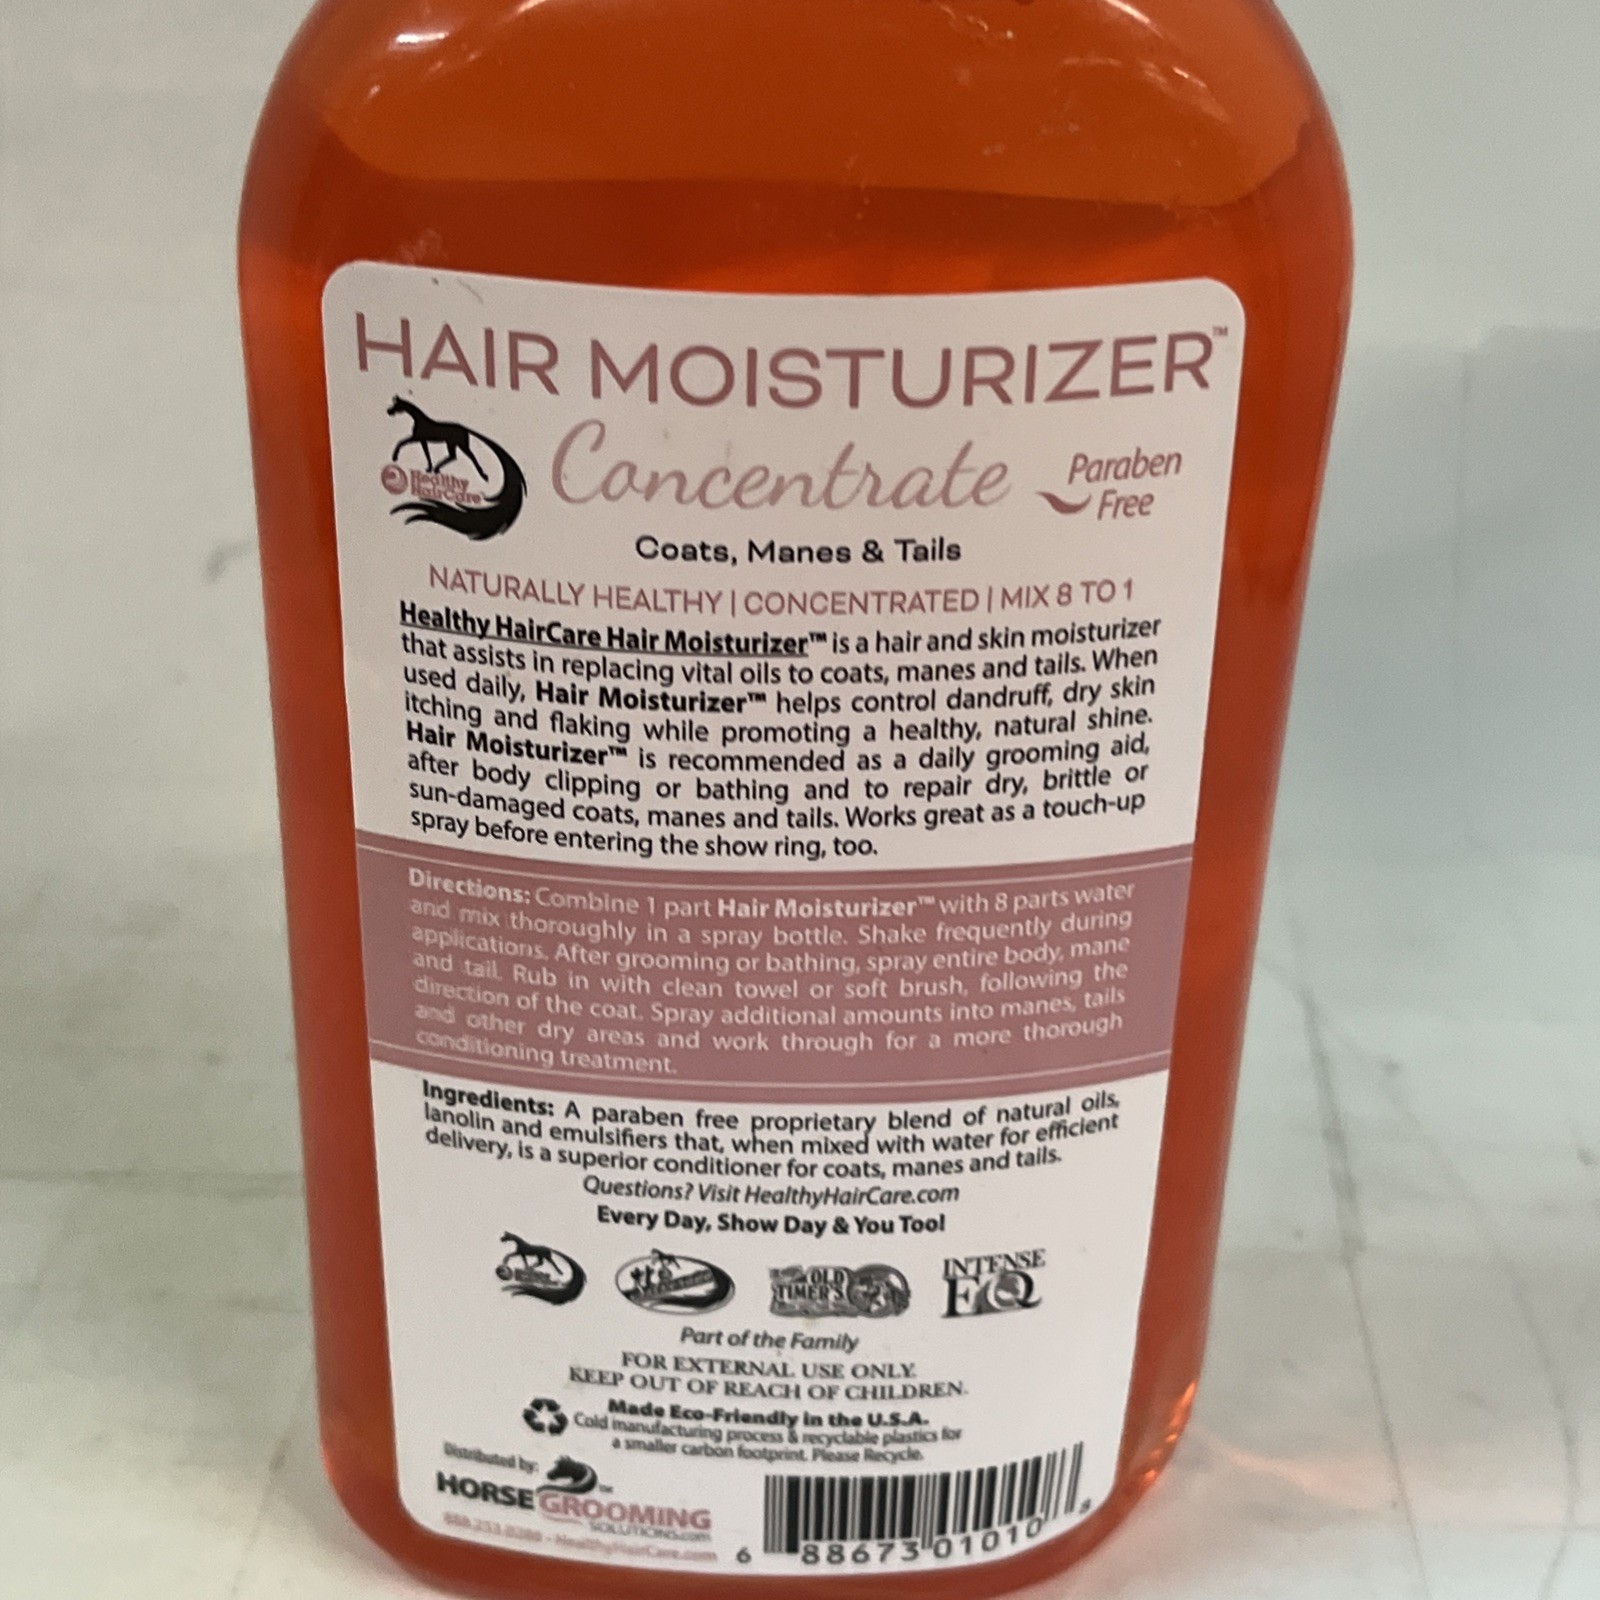 HAIR MOISTURIZER™
Healthy
HairCare
Concentrate
Paraben
Free
Coats, Manes & Tails
NATURALLY HEALTHY | CONCENTRATED | MIX 8 TO 1
Healthy HairCare Hair Moisturizer™ is a hair and skin moisturizer
that assists in replacing vital oils to coats, manes and tails. When
used daily, Hair Moisturizer™ helps control dandruff, dry skin
itching and flaking while promoting a healthy, natural shine.
Hair Moisturizer™ is recommended as a daily grooming aid,
after body clipping or bathing and to repair dry, brittle or
sun-damaged coats, manes and tails. Works great as a touch-up
spray before entering the show ring, too.
Directions: Combine 1 part Hair Moisturizer™ with 8 parts water
and mix thoroughly in a spray bottle. Shake frequently during
applications. After grooming or bathing, spray entire body, mane
and tail. Rub in with clean towel or soft brush, following the
direction of the coat. Spray additional amounts into manes, tails
and other dry areas and work through for a more thorough
conditioning treatment.
Ingredients: A paraben free proprietary blend of natural oils,
lanolin and emulsifiers that, when mixed with water for efficient
delivery, is a superior conditioner for coats, manes and tails.
Questions? Visit HealthyHairCare.com
Every Day, Show Day & You Too!
OLD
TIMER'S
INTENSE
EQ
Part of the Family
FOR EXTERNAL USE ONLY.
KEEP OUT OF REACH OF CHILDREN.
Made Eco-Friendly in the U.S.A.
Cold manufacturing process & recyclable plastics for
a smaller carbon footprint. Please Recycle.
Distributed by:
HORSE GROOMING™
SOLUTIONS.com
HealthyHairCare.com
6 88673 01010 8